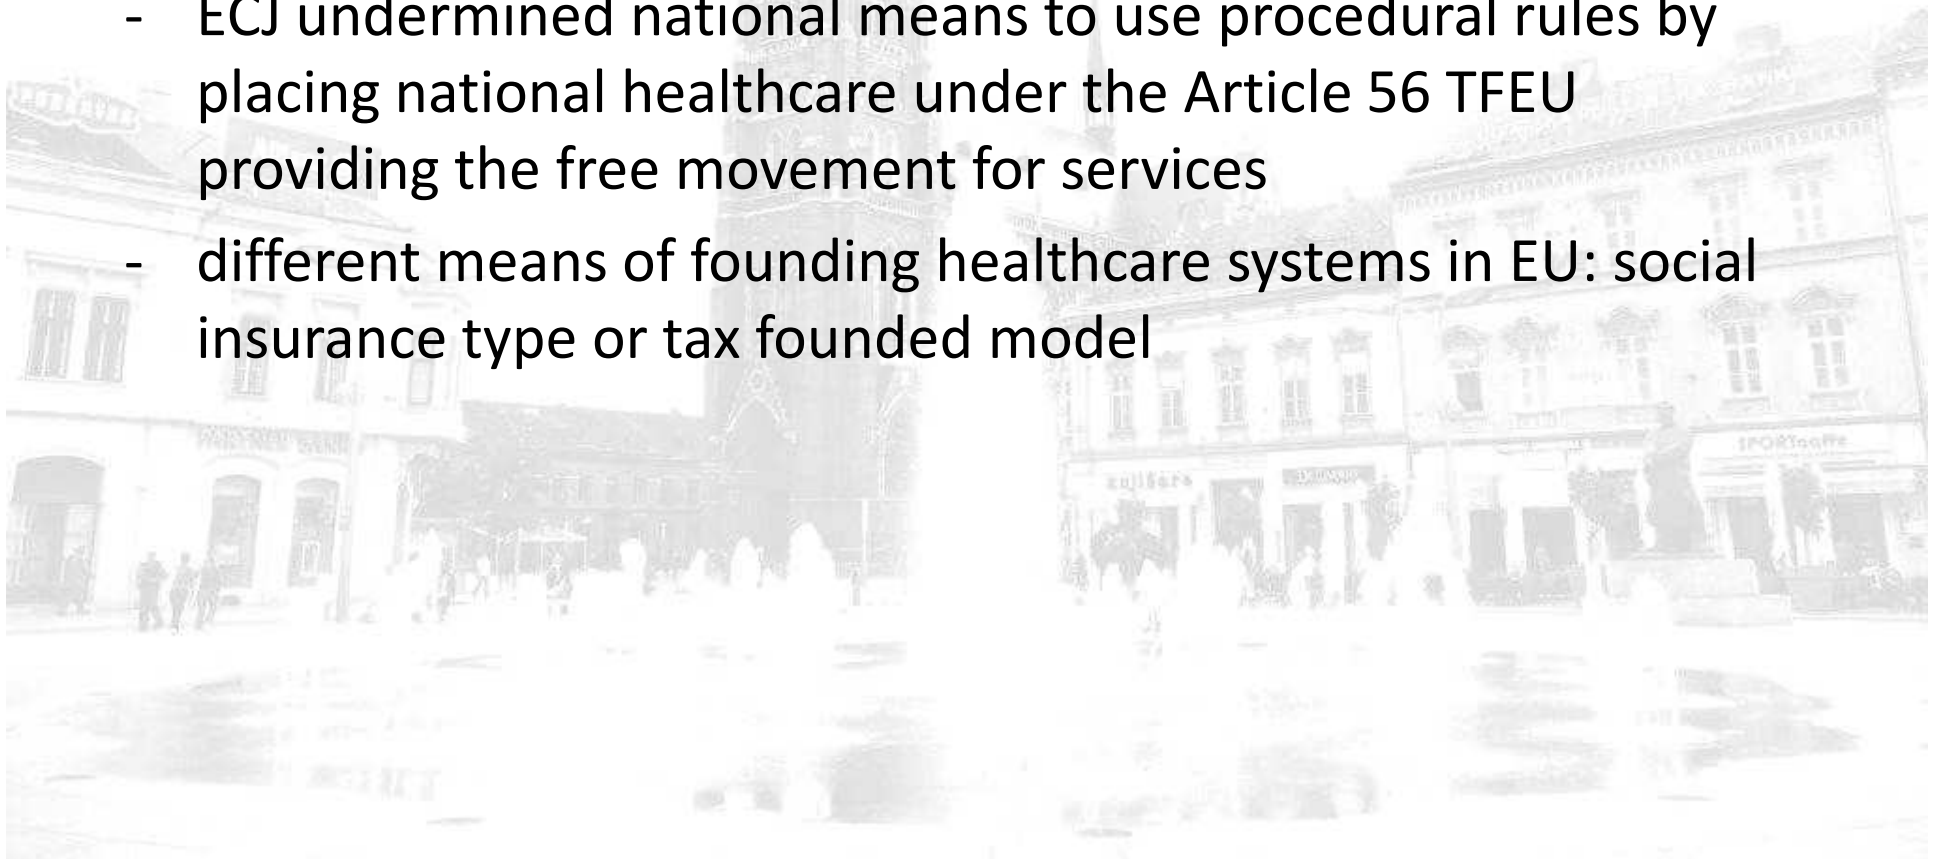 - ECJ undermined national means to use procedural rules by
placing national healthcare under the Article 56 TFEU
providing the free movement for services
- different means of founding healthcare systems in EU: social
insurance type or tax founded model